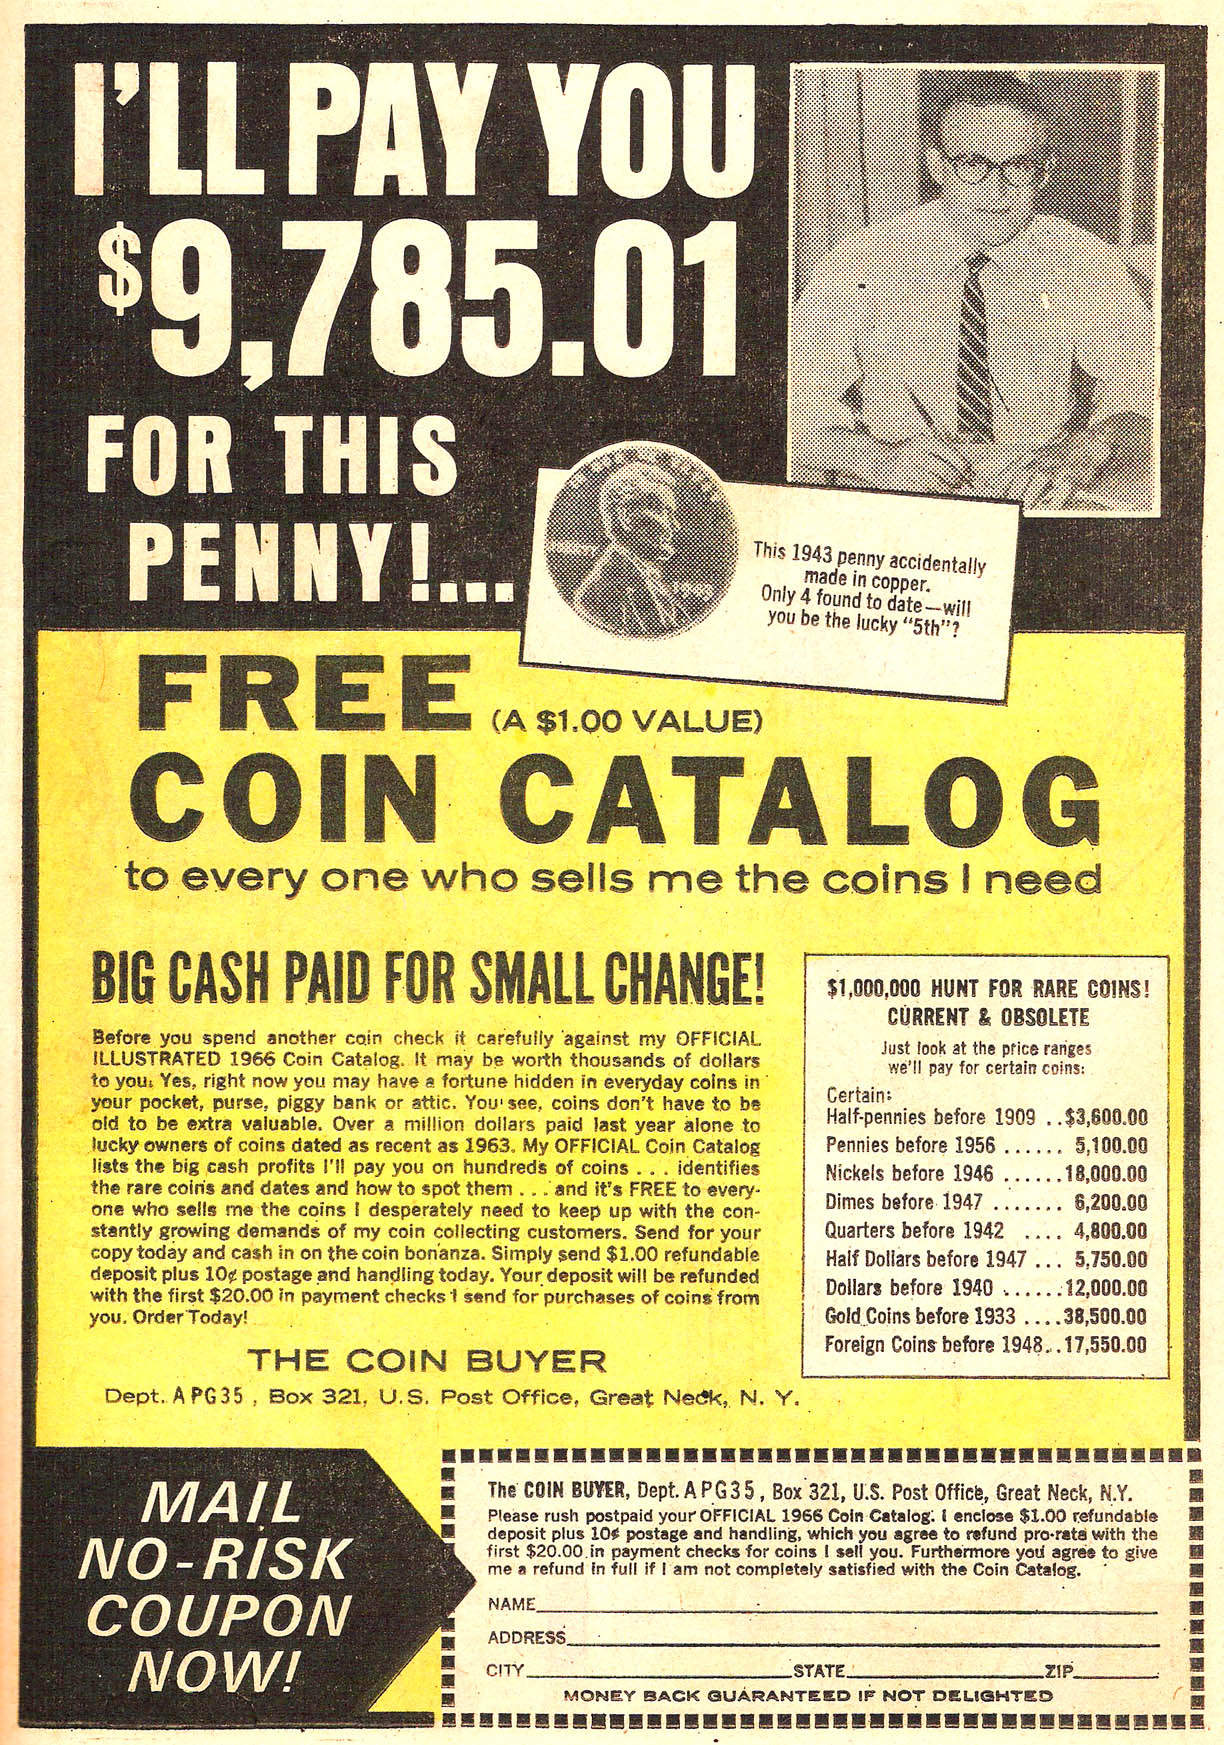 I'LL PAY YOU
$9,785.01
FOR THIS
PENNY!...
This 1943 penny accidentally
made in copper.
Only 4 found to date—will
you be the lucky "5th"?
FREE (A $1.00 VALUE)
COIN CATALOG
to every one who sells me the coins I need
BIG CASH PAID FOR SMALL CHANGE!
Before you spend another coin check it carefully against my OFFICIAL
ILLUSTRATED 1966 Coin Catalog. It may be worth thousands of dollars
to you. Yes, right now you may have a fortune hidden in everyday coins in
your pocket, purse, piggy bank or attic. You see, coins don't have to be
old to be extra valuable. Over a million dollars paid last year alone to
lucky owners of coins dated as recent as 1963. My OFFICIAL Coin Catalog
lists the big cash profits I'll pay you on hundreds of coins . . . identifies
the rare coins and dates and how to spot them . . . and it's FREE to every-
one who sells me the coins I desperately need to keep up with the con-
stantly growing demands of my coin collecting customers. Send for your
copy today and cash in on the coin bonanza. Simply send $1.00 refundable
deposit plus 10¢ postage and handling today. Your deposit will be refunded
with the first $20.00 in payment checks I send for purchases of coins from
you. Order Today!
THE COIN BUYER
Dept. APG35, Box 321, U.S. Post Office, Great Neck, N. Y.
$1,000,000 HUNT FOR RARE COINS!
CURRENT & OBSOLETE
Just look at the price ranges
we'll pay for certain coins:
Certain:
Half-pennies before 1909 . . $3,600.00
Pennies before 1956 . . . . . . 5,100.00
Nickels before 1946 . . . . . . 18,000.00
Dimes before 1947 . . . . . . . 6,200.00
Quarters before 1942 . . . . 4,800.00
Half Dollars before 1947 . . . 5,750.00
Dollars before 1940 . . . . . . 12,000.00
Gold Coins before 1933 . . . . 38,500.00
Foreign Coins before 1948 . . 17,550.00
MAIL
NO-RISK
COUPON
NOW!
The COIN BUYER, Dept. APG35, Box 321, U.S. Post Office, Great Neck, N.Y.
Please rush postpaid your OFFICIAL 1966 Coin Catalog. I enclose $1.00 refundable
deposit plus 10¢ postage and handling, which you agree to refund pro-rata with the
first $20.00 in payment checks for coins I sell you. Furthermore you agree to give
me a refund in full if I am not completely satisfied with the Coin Catalog.
NAME
ADDRESS
CITY STATE ZIP
MONEY BACK GUARANTEED IF NOT DELIGHTED